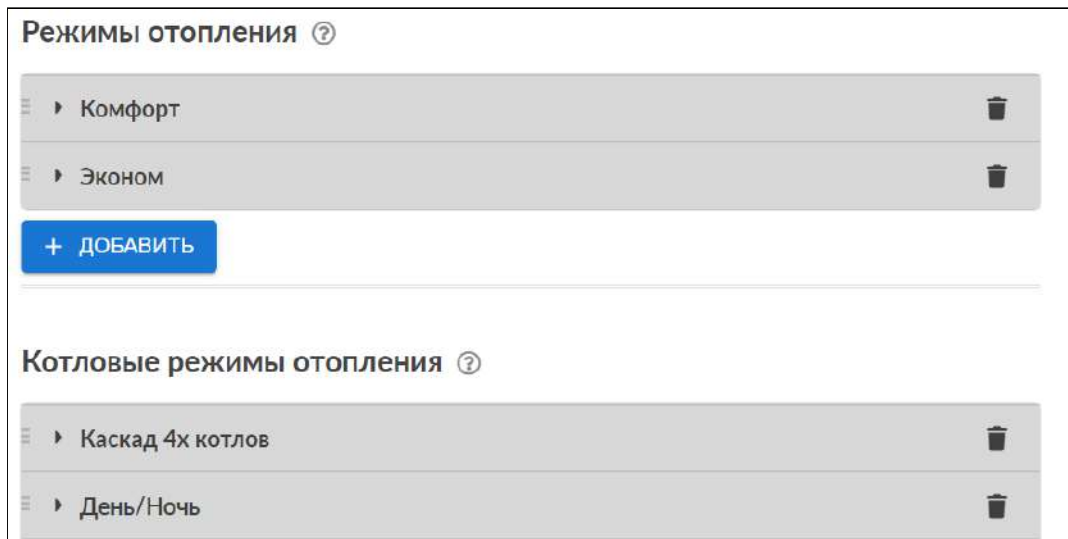 Режимы отопления ?
Комфорт
Эконом
+ ДОБАВИТЬ
Котловые режимы отопления ?
Каскад 4х котлов
День/Ночь